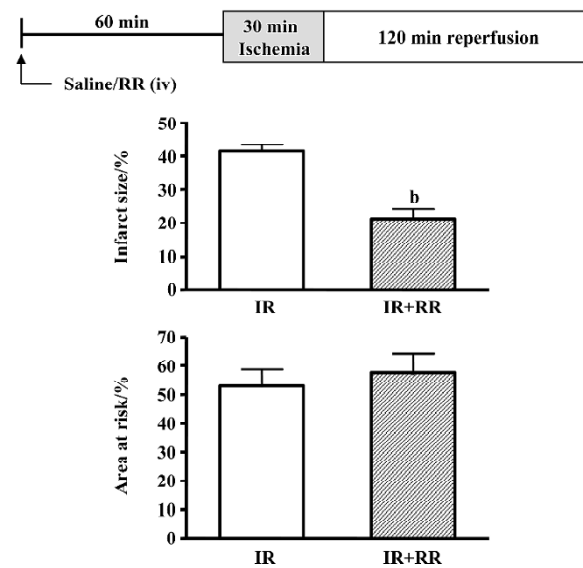 60 min
30 min
Ischemia
120 min reperfusion
Saline/RR (iv)
Infarct size/%
50
40
30
20
10
0
b
IR
IR+RR
Area at risk/%
70
60
50
40
30
20
10
0
IR
IR+RR